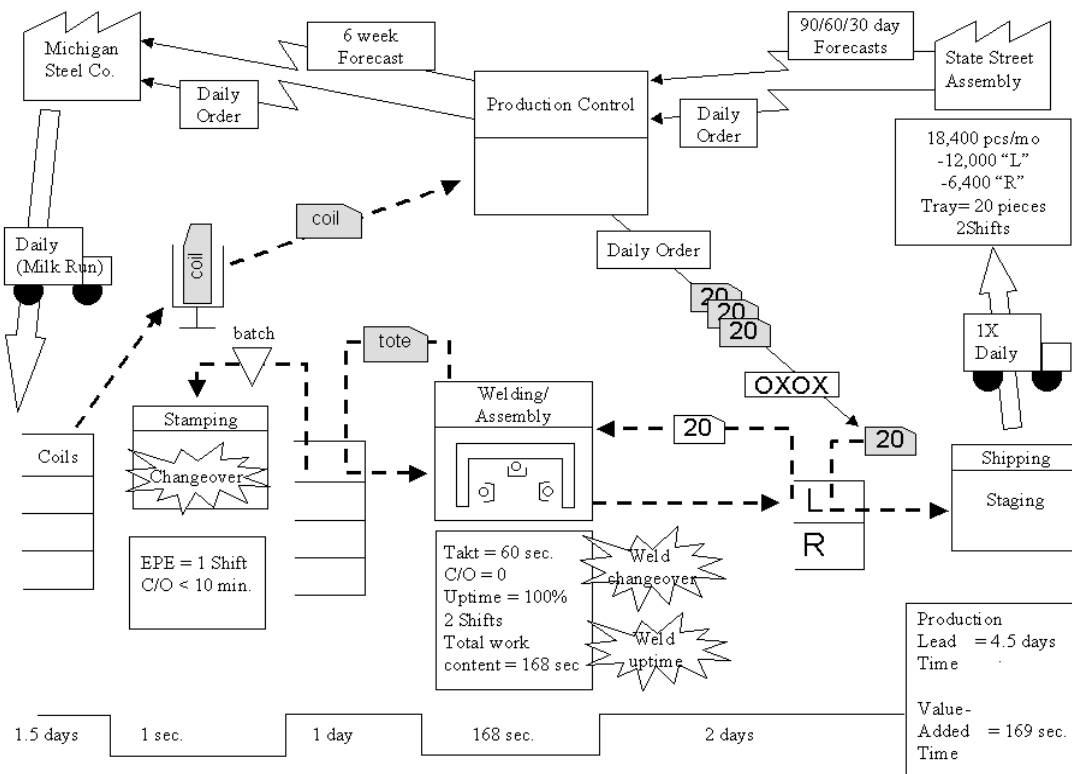 Michigan
Steel Co.
6 week
Forecast
Daily
Order
Production Control
90/60/30 day
Forecasts
Daily
Order
State Street
Assembly
18,400 pcs/mo
-12,000 “L”
-6,400 “R”
Tray= 20 pieces
2Shifts
Daily
(Milk Run)
coil
coil
Daily Order
20
20
20
OXOX
1X
Daily
batch
tote
Coils
Stamping
Changeover
EPE = 1 Shift
C/O < 10 min.
Welding/
Assembly
20
20
L
R
Shipping
Staging
Takt = 60 sec.
C/O = 0
Uptime = 100%
2 Shifts
Total work
content = 168 sec
Weld
changeover
Weld
uptime
Production
Lead = 4.5 days
Time
Value-
Added = 169 sec.
Time
1.5 days
1 sec.
1 day
168 sec.
2 days